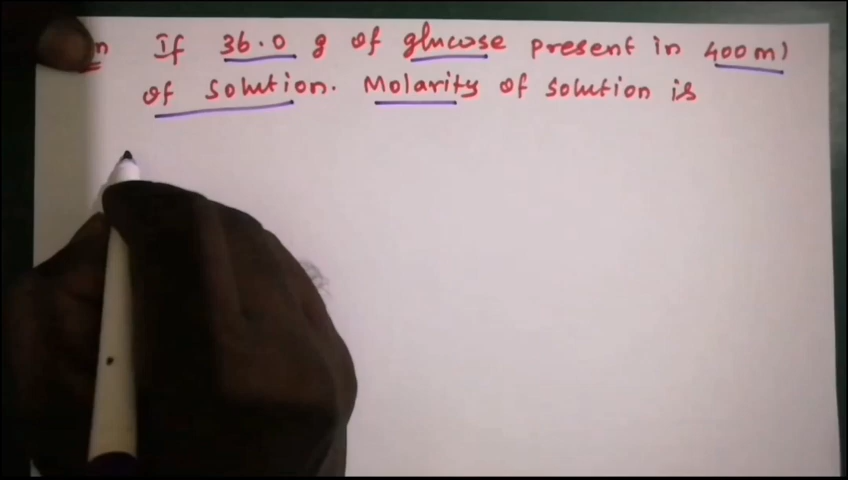 If 36.0 g of glucose present in 400 ml
of solution. Molarity of solution is